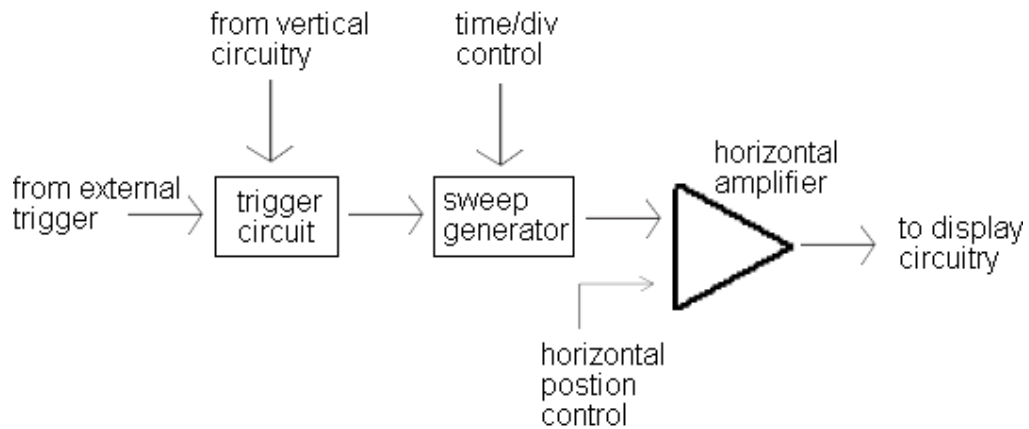 from vertical
circuitry
time/div
control
from external
trigger
trigger
circuit
sweep
generator
horizontal
amplifier
to display
circuitry
horizontal
postion
control